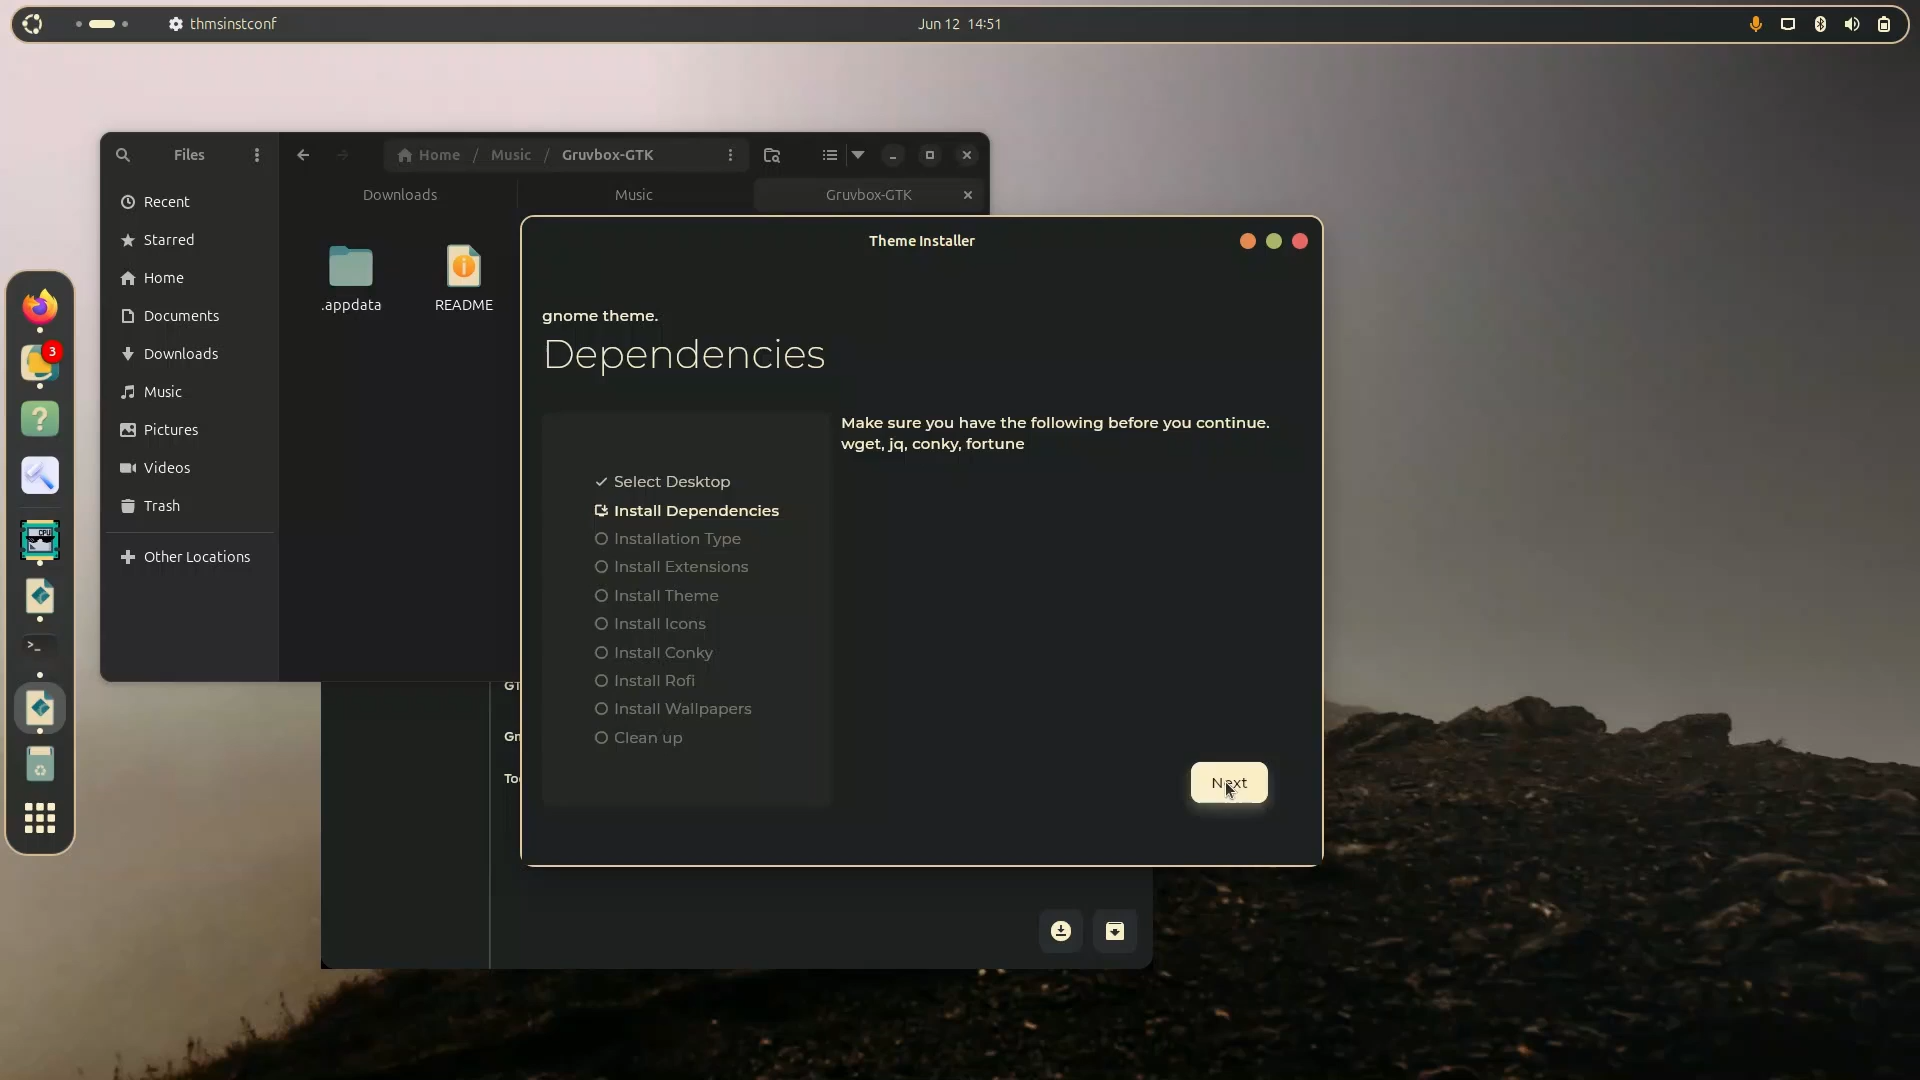 thmsinstconf
Jun 12 14:51
Files
Home / Music / Gruvbox-GTK
Downloads
Music
Gruvbox-GTK
Recent
Starred
Home
Documents
Downloads
Music
Pictures
Videos
Trash
Other Locations
.appdata
README
3
CPU
Theme Installer
gnome theme.
Dependencies
Make sure you have the following before you continue.
wget, jq, conky, fortune
Select Desktop
Install Dependencies
Installation Type
Install Extensions
Install Theme
Install Icons
Install Conky
Install Rofi
Install Wallpapers
Clean up
Next